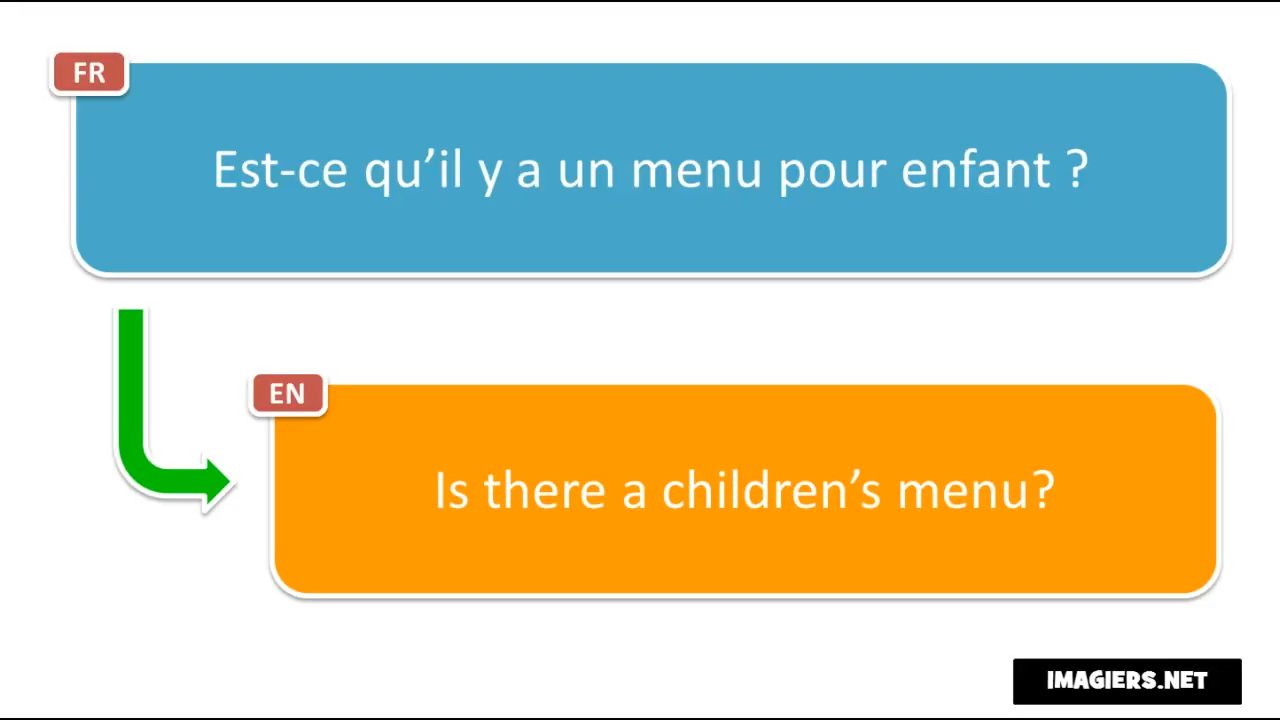 FR
Est-ce qu’il y a un menu pour enfant ?
EN
Is there a children’s menu?
IMAGIERS.NET